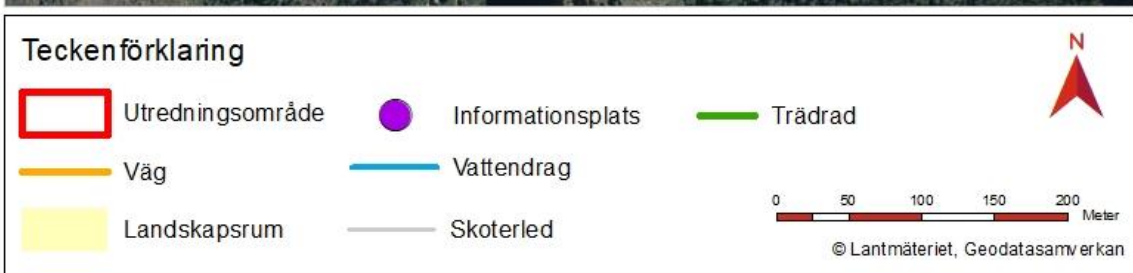 Teckenförklaring
N
Utredningsområde
Informationsplats
Trädrad
Väg
Vattendrag
Landskapsrum
Skoterled
0 50 100 150 200
Meter
© Lantmäteriet, Geodatasamverkan